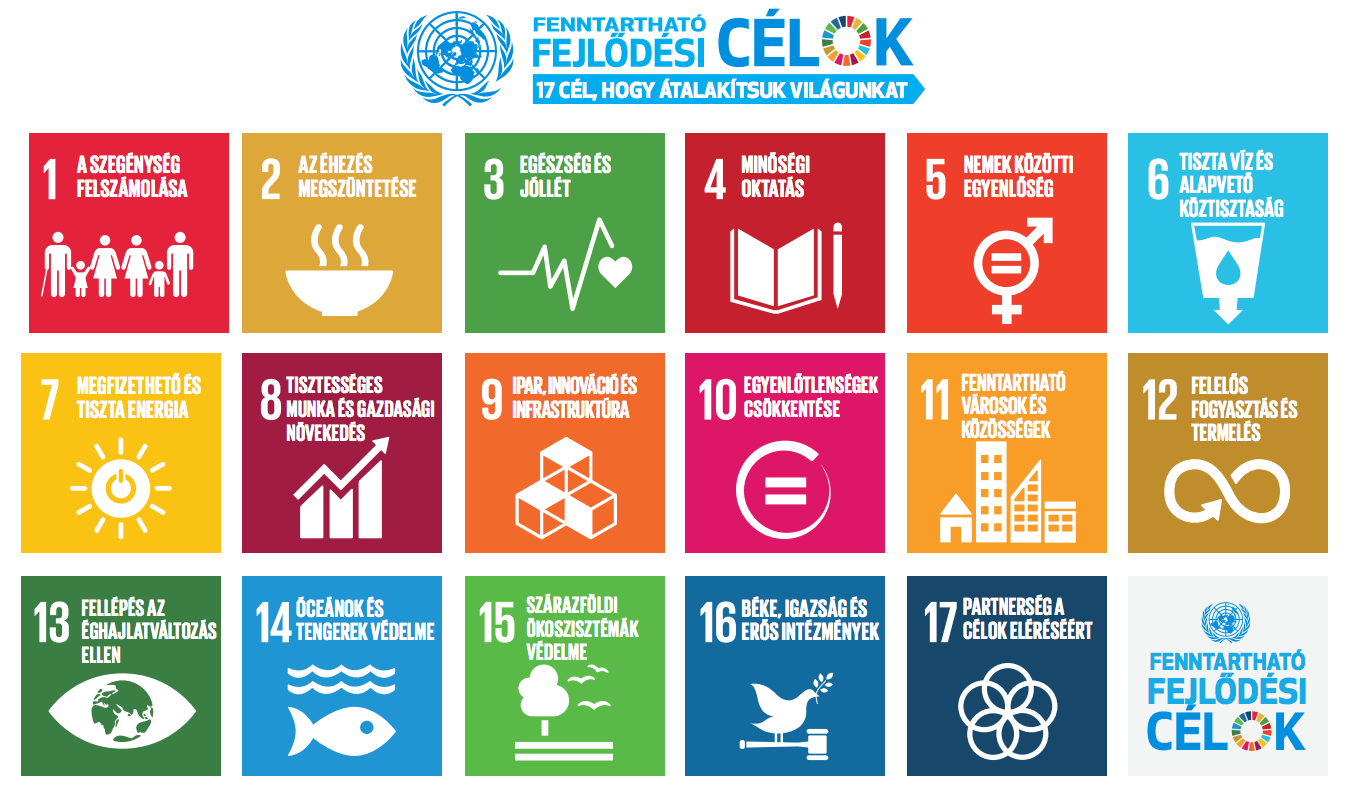 FENNTARTHATÓ
FEJLŐDÉSI CÉLOK
17 CÉL, HOGY ÁTALAKÍTSUK VILÁGUNKAT
1 A SZEGÉNYSÉG
FELSZÁMOLÁSA
2 AZ ÉHEZÉS
MEGSZÜNTETÉSE
3 EGÉSZSÉG ÉS
JÓLLÉT
4 MINŐSÉGI
OKTATÁS
5 NEMEK KÖZÖTTI
EGYENLŐSÉG
6 TISZTA VÍZ ÉS
ALAPVETŐ
KÖZTISZTASÁG
7 MEGFIZETHETŐ ÉS
TISZTA ENERGIA
8 TISZTESSÉGES
MUNKA ÉS GAZDASÁGI
NÖVEKEDÉS
9 IPAR, INNOVÁCIÓ ÉS
INFRASTRUKTÚRA
10 EGYENLŐTLENSÉGEK
CSÖKKENTÉSE
11 FENNTARTHATÓ
VÁROSOK ÉS
KÖZÖSSÉGEK
12 FELELŐS
FOGYASZTÁS ÉS
TERMELÉS
13 FELLÉPÉS AZ
ÉGHAJLATVÁLTOZÁS
ELLEN
14 ÓCEÁNOK ÉS
TENGEREK VÉDELME
15 SZÁRAZFÖLDI
ÖKOSZISZTÉMÁK
VÉDELME
16 BÉKE, IGAZSÁG ÉS
ERŐS INTÉZMÉNYEK
17 PARTNERSÉG A
CÉLOK ELÉRÉSÉÉRT
FENNTARTHATÓ
FEJLŐDÉSI
CÉLOK